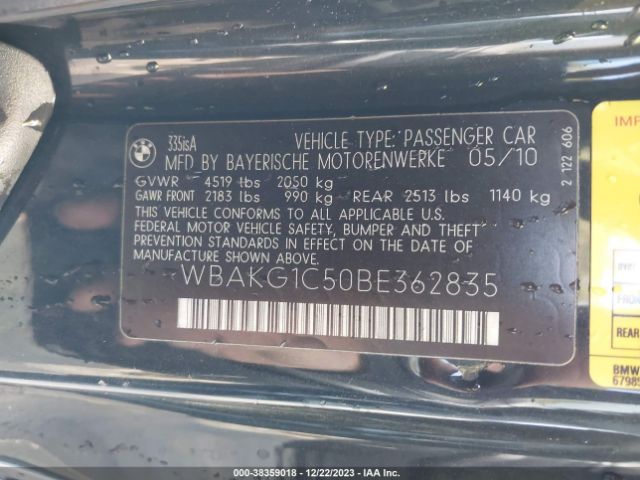 BMW
335isA VEHICLE TYPE: PASSENGER CAR
MFD BY BAYERISCHE MOTORENWERKE 05/10
GVWR 4519 lbs 2050 kg
GAWR FRONT 2183 lbs 990 kg REAR 2513 lbs 1140 kg
THIS VEHICLE CONFORMS TO ALL APPLICABLE U.S.
FEDERAL MOTOR VEHICLE SAFETY, BUMPER AND THEFT
PREVENTION STANDARDS IN EFFECT ON THE DATE OF
MANUFACTURE SHOWN ABOVE.
WBAKG1C50BE362835
2 122 606
IMP
REAR
BMW
6798
000-38359018 - 12/22/2023 - IAA Inc.